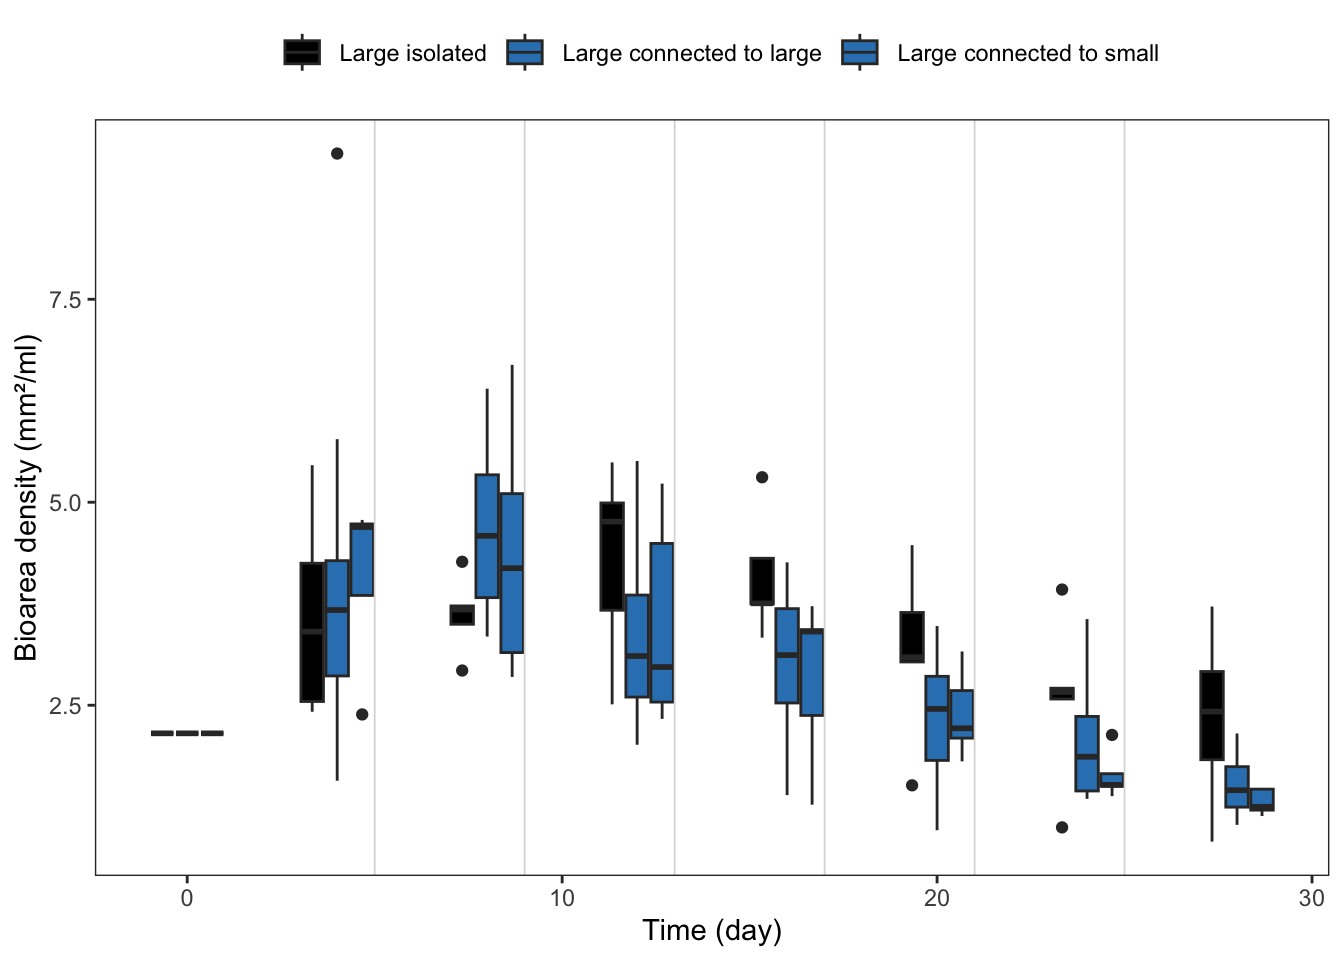 Large isolated Large connected to large Large connected to small
Bioarea density (mm²/ml)
7.5
5.0
2.5
0 10 20 30
Time (day)